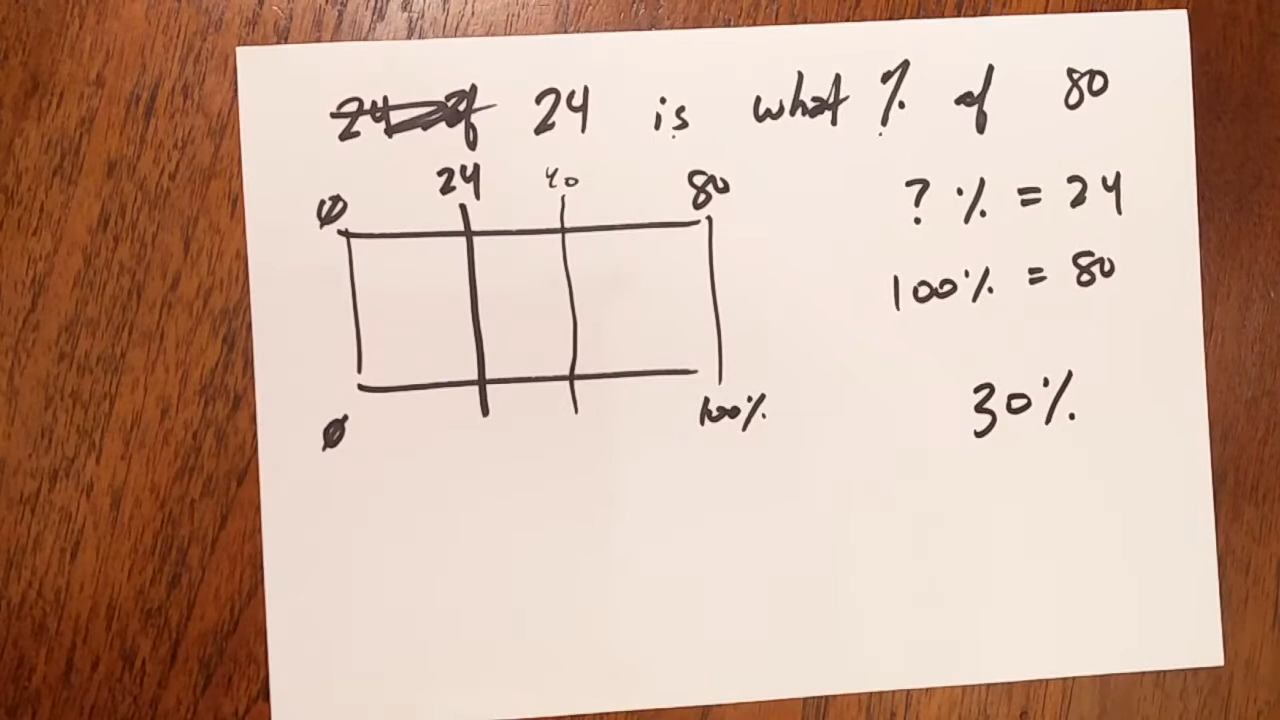 24 is what % of 80
24 40 80
Ø
? % = 24
100% = 80
30%
100%
Ø